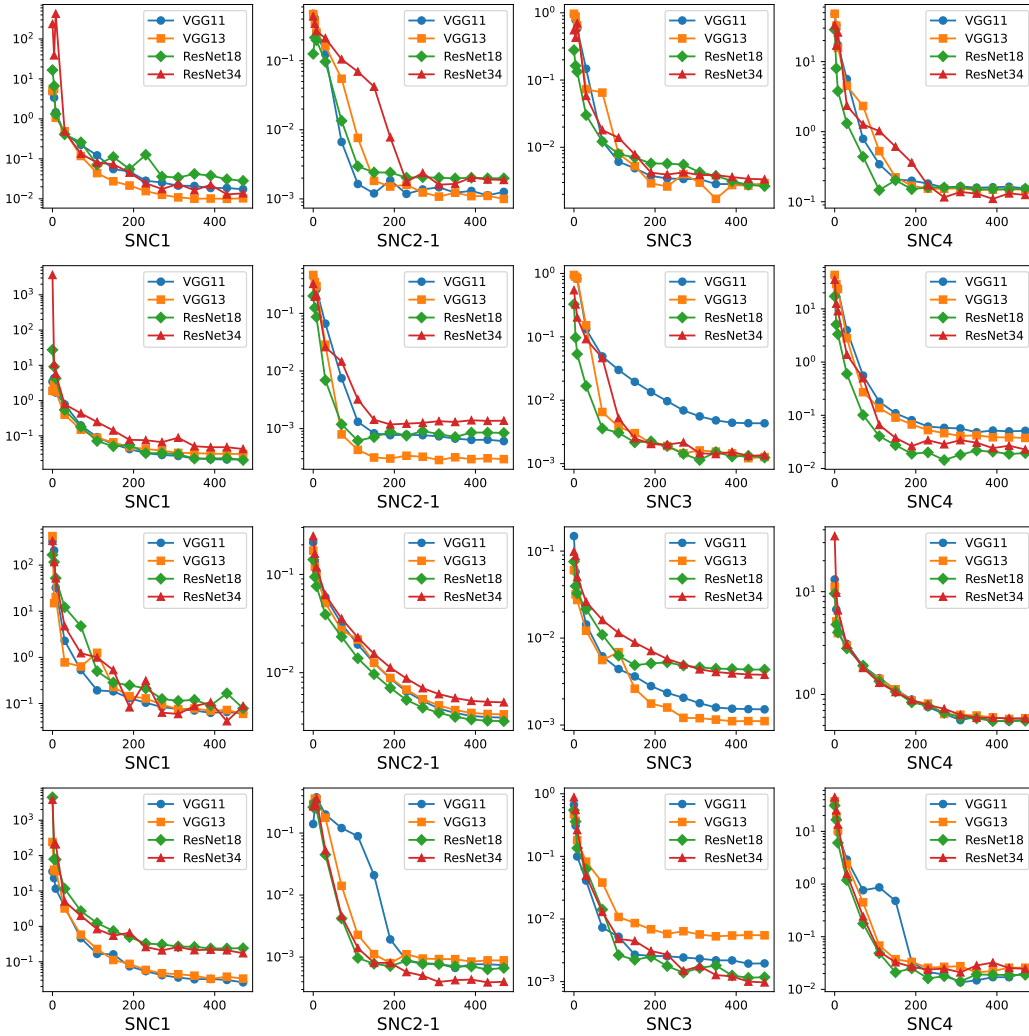 10²
10¹
10⁰
10⁻¹
10⁻²
VGG11
VGG13
ResNet18
ResNet34
0 200 400
SNC1
10⁻¹
10⁻²
10⁻³
VGG11
VGG13
ResNet18
ResNet34
0 200 400
SNC2-1
10⁰
10⁻¹
10⁻²
VGG11
VGG13
ResNet18
ResNet34
0 200 400
SNC3
10¹
10⁰
10⁻¹
VGG11
VGG13
ResNet18
ResNet34
0 200 400
SNC4
10³
10²
10¹
10⁰
10⁻¹
VGG11
VGG13
ResNet18
ResNet34
0 200 400
SNC1
10⁻¹
10⁻²
10⁻³
VGG11
VGG13
ResNet18
ResNet34
0 200 400
SNC2-1
10⁰
10⁻¹
10⁻²
10⁻³
VGG11
VGG13
ResNet18
ResNet34
0 200 400
SNC3
10¹
10⁰
10⁻¹
10⁻²
VGG11
VGG13
ResNet18
ResNet34
0 200 400
SNC4
10²
10¹
10⁰
10⁻¹
VGG11
VGG13
ResNet18
ResNet34
0 200 400
SNC1
10⁻¹
10⁻²
VGG11
VGG13
ResNet18
ResNet34
0 200 400
SNC2-1
10⁻¹
10⁻²
10⁻³
VGG11
VGG13
ResNet18
ResNet34
0 200 400
SNC3
10¹
10⁰
VGG11
VGG13
ResNet18
ResNet34
0 200 400
SNC4
10³
10²
10¹
10⁰
10⁻¹
VGG11
VGG13
ResNet18
ResNet34
0 200 400
SNC1
10⁻¹
10⁻²
10⁻³
VGG11
VGG13
ResNet18
ResNet34
0 200 400
SNC2-1
10⁰
10⁻¹
10⁻²
10⁻³
VGG11
VGG13
ResNet18
ResNet34
0 200 400
SNC3
10¹
10⁰
10⁻¹
10⁻²
VGG11
VGG13
ResNet18
ResNet34
0 200 400
SNC4